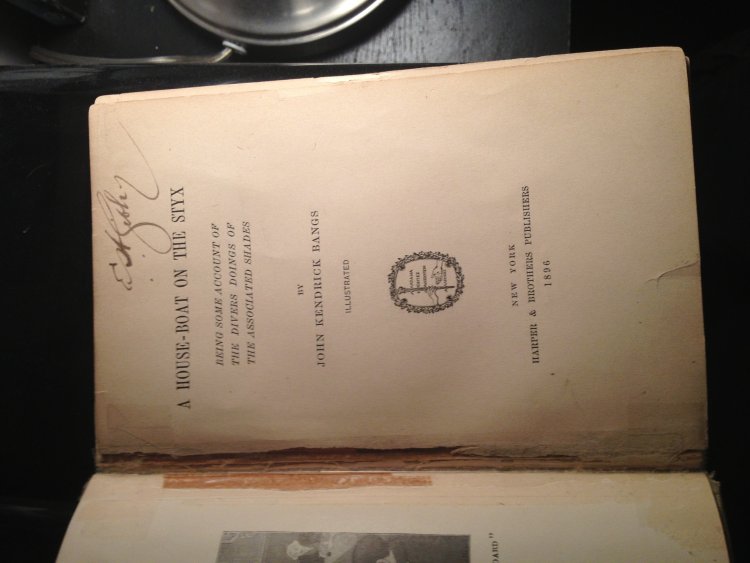 A HOUSE-BOAT ON THE STYX
BEING SOME ACCOUNT OF
THE DIVERS DOINGS OF
THE ASSOCIATED SHADES
BY
JOHN KENDRICK BANGS
ILLUSTRATED
NEW YORK
HARPER & BROTHERS PUBLISHERS
1896